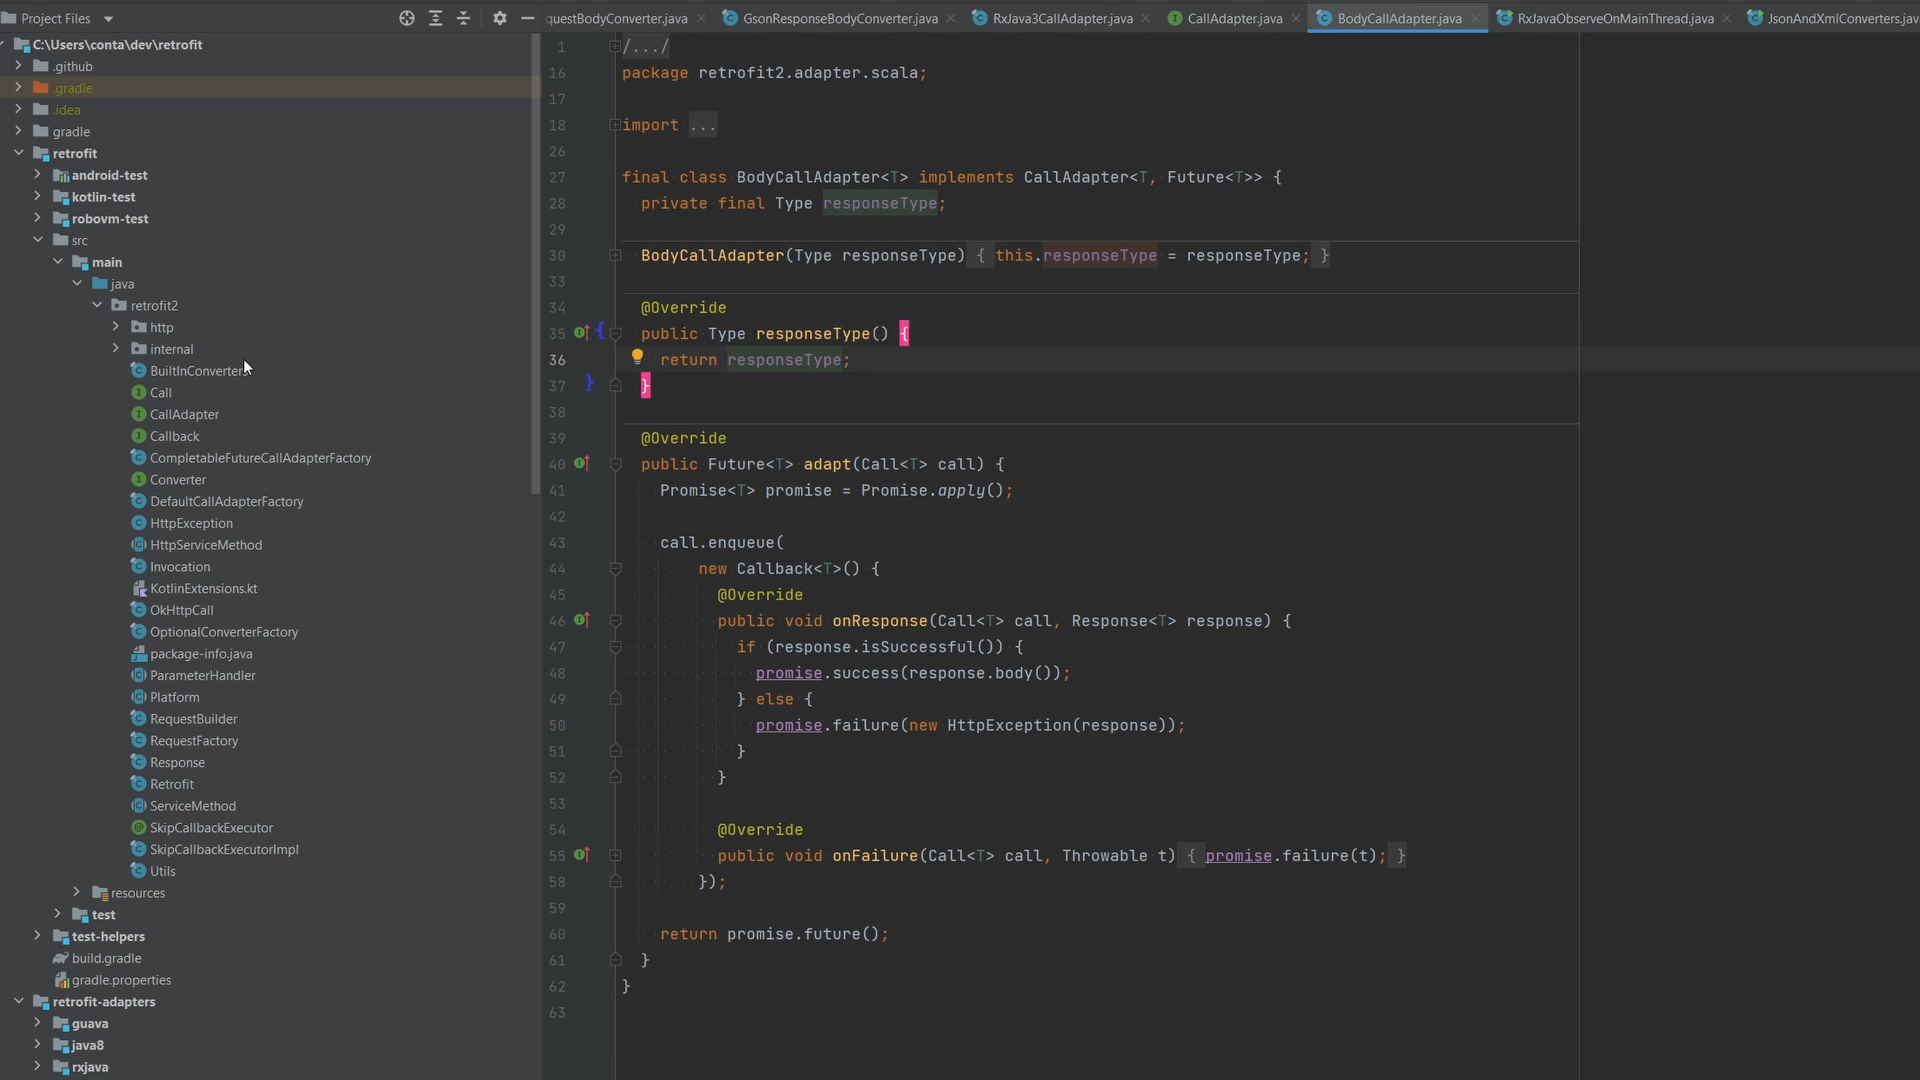 Project Files
questBodyConverter.java
GsonResponseBodyConverter.java
RxJava3CallAdapter.java
CallAdapter.java
BodyCallAdapter.java
RxJavaObserveOnMainThread.java
JsonAndXmlConverters.java
C:\Users\conta\dev\retrofit
.github
.gradle
.idea
gradle
retrofit
android-test
kotlin-test
robovm-test
src
main
java
retrofit2
http
internal
BuiltInConverters
Call
CallAdapter
Callback
CompletableFutureCallAdapterFactory
Converter
DefaultCallAdapterFactory
HttpException
HttpServiceMethod
Invocation
KotlinExtensions.kt
OkHttpCall
OptionalConverterFactory
package-info.java
ParameterHandler
Platform
RequestBuilder
RequestFactory
Response
Retrofit
ServiceMethod
SkipCallbackExecutor
SkipCallbackExecutorImpl
Utils
resources
test
test-helpers
build.gradle
gradle.properties
retrofit-adapters
guava
java8
rxjava
1 /.../
16 package retrofit2.adapter.scala;
17
18 import ...
26
27 final class BodyCallAdapter<T> implements CallAdapter<T, Future<T>> {
28 private final Type responseType;
29
30 BodyCallAdapter(Type responseType) { this.responseType = responseType; }
33
34 @Override
35 public Type responseType() {
36 return responseType;
37 }
38
39 @Override
40 public Future<T> adapt(Call<T> call) {
41 Promise<T> promise = Promise.apply();
42
43 call.enqueue(
44 new Callback<T>() {
45 @Override
46 public void onResponse(Call<T> call, Response<T> response) {
47 if (response.isSuccessful()) {
48 promise.success(response.body());
49 } else {
50 promise.failure(new HttpException(response));
51 }
52 }
53
54 @Override
55 public void onFailure(Call<T> call, Throwable t) { promise.failure(t); }
58 });
59
60 return promise.future();
61 }
62 }
63